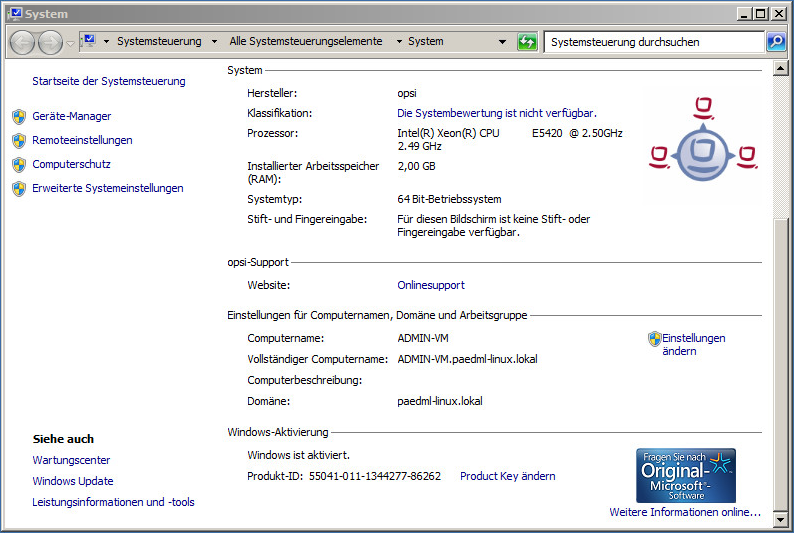 System
Systemsteuerung
Alle Systemsteuerungselemente
System
Systemsteuerung durchsuchen
Startseite der Systemsteuerung
Geräte-Manager
Remoteeinstellungen
Computerschutz
Erweiterte Systemeinstellungen
System
Hersteller: opsi
Klassifikation: Die Systembewertung ist nicht verfügbar.
Prozessor: Intel(R) Xeon(R) CPU E5420 @ 2.50GHz
2.49 GHz
Installierter Arbeitsspeicher 2,00 GB
(RAM):
Systemtyp: 64 Bit-Betriebssystem
Stift- und Fingereingabe: Für diesen Bildschirm ist keine Stift- oder
Fingereingabe verfügbar.
opsi-Support
Website: Onlinesupport
Einstellungen für Computernamen, Domäne und Arbeitsgruppe
Computername: ADMIN-VM
Einstellungen
ändern
Vollständiger Computername: ADMIN-VM.paedml-linux.lokal
Computerbeschreibung:
Domäne: paedml-linux.lokal
Windows-Aktivierung
Windows ist aktiviert.
Produkt-ID: 55041-011-1344277-86262 Product Key ändern
Fragen Sie nach
Original-
Microsoft®-
Software
Weitere Informationen online...
Siehe auch
Wartungscenter
Windows Update
Leistungsinformationen und -tools